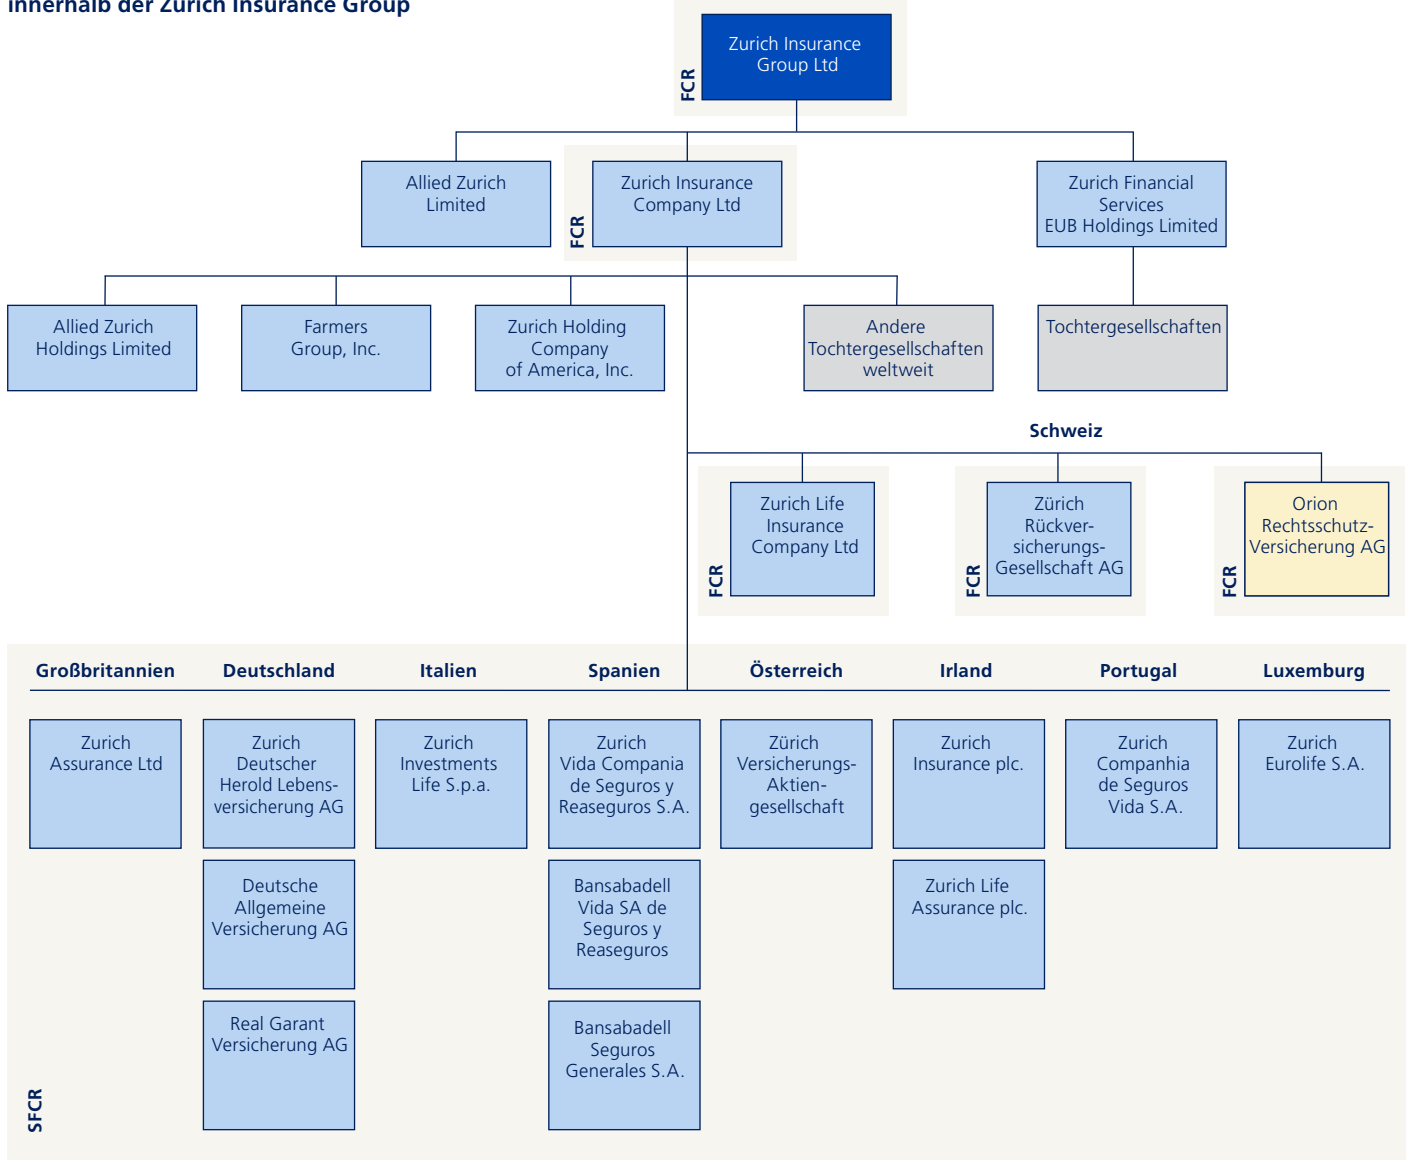 innerhalb der Zurich Insurance Group
Zurich Insurance
Group Ltd
FCR
Allied Zurich
Limited
Zurich Insurance
Company Ltd
FCR
Zurich Financial
Services
EUB Holdings Limited
Allied Zurich
Holdings Limited
Farmers
Group, Inc.
Zurich Holding
Company
of America, Inc.
Andere
Tochtergesellschaften
weltweit
Tochtergesellschaften
Schweiz
Zurich Life
Insurance
Company Ltd
FCR
Zürich
Rückver-
sicherungs-
Gesellschaft AG
FCR
Orion
Rechtsschutz-
Versicherung AG
FCR
Großbritannien
Deutschland
Italien
Spanien
Österreich
Irland
Portugal
Luxemburg
Zurich
Assurance Ltd
Zurich
Deutscher
Herold Lebens-
versicherung AG
Zurich
Investments
Life S.p.a.
Zurich
Vida Compania
de Seguros y
Reaseguros S.A.
Zürich
Versicherungs-
Aktien-
gesellschaft
Zurich
Insurance plc.
Zurich
Companhia
de Seguros
Vida S.A.
Zurich
Eurolife S.A.
Deutsche
Allgemeine
Versicherung AG
Bansabadell
Vida SA de
Seguros y
Reaseguros
Zurich Life
Assurance plc.
Real Garant
Versicherung AG
Bansabadell
Seguros
Generales S.A.
SFCR